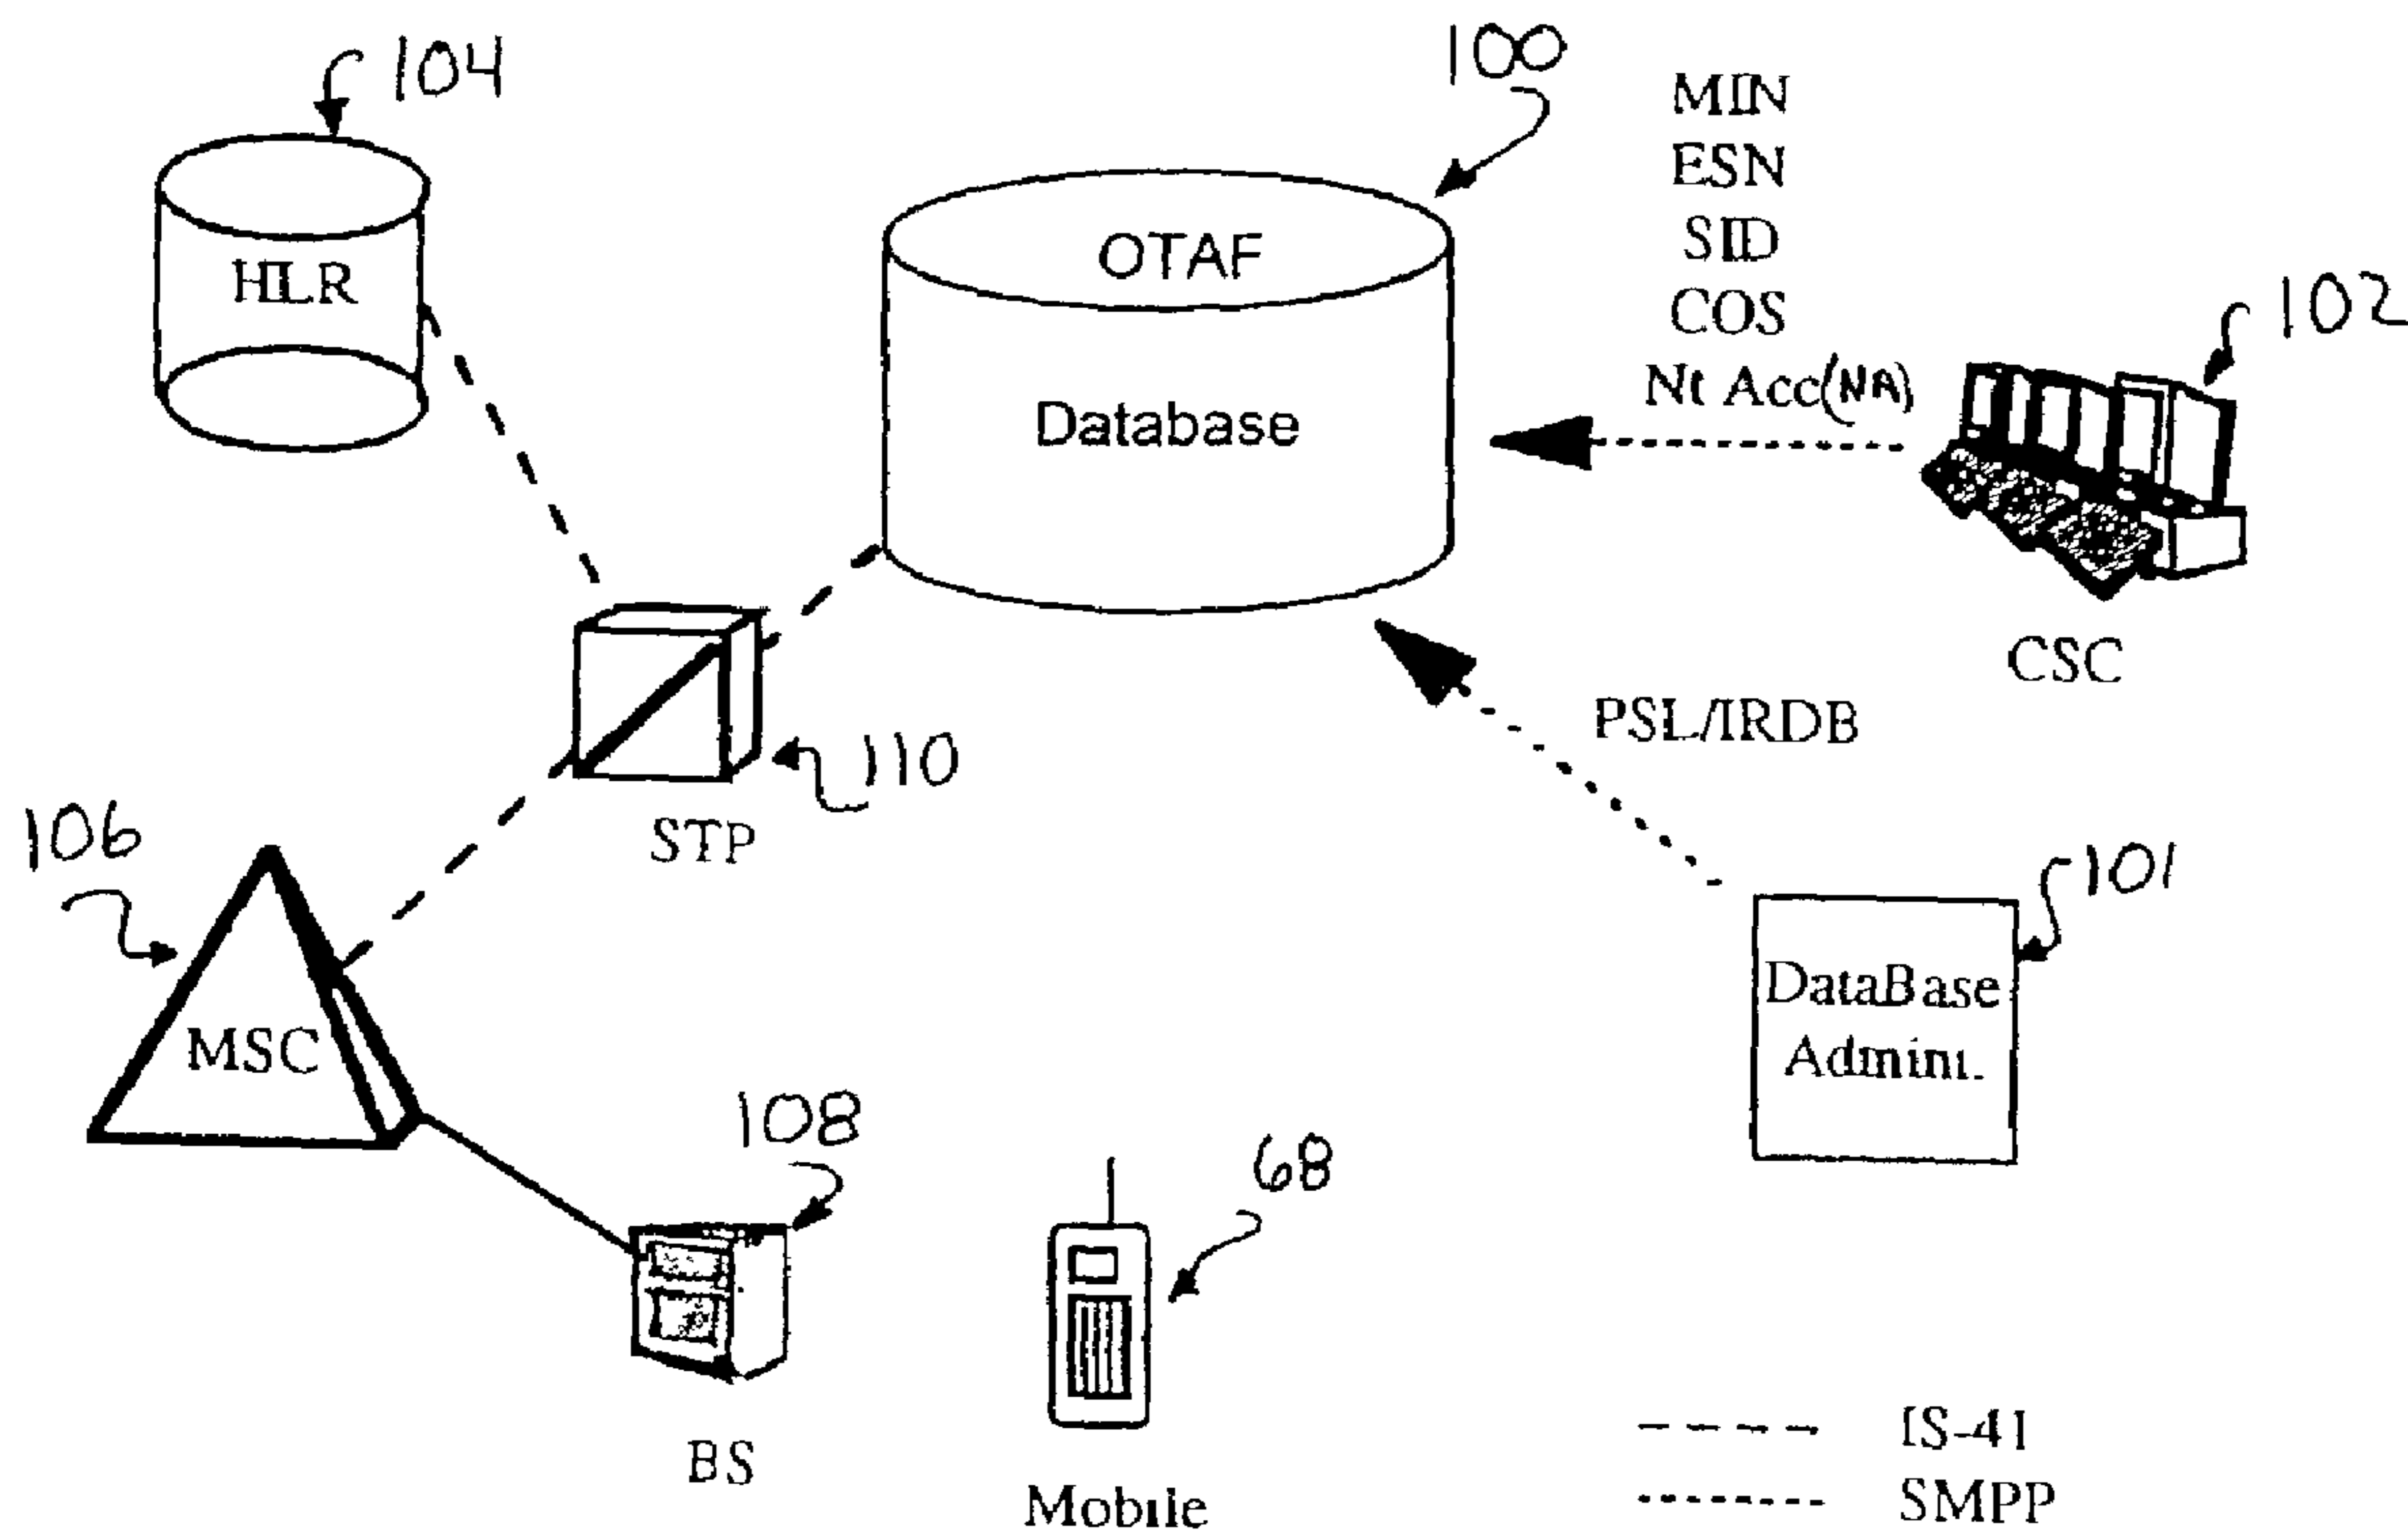 104
HLR
100
OTAF
Database
MIN
ESN
SID
COS
Nt Acc(NA)
102
CSC
PSL/IRDB
110
STP
106
MSC
101
DataBase
Admini.
108
BS
68
Mobile
IS-41
SMPP